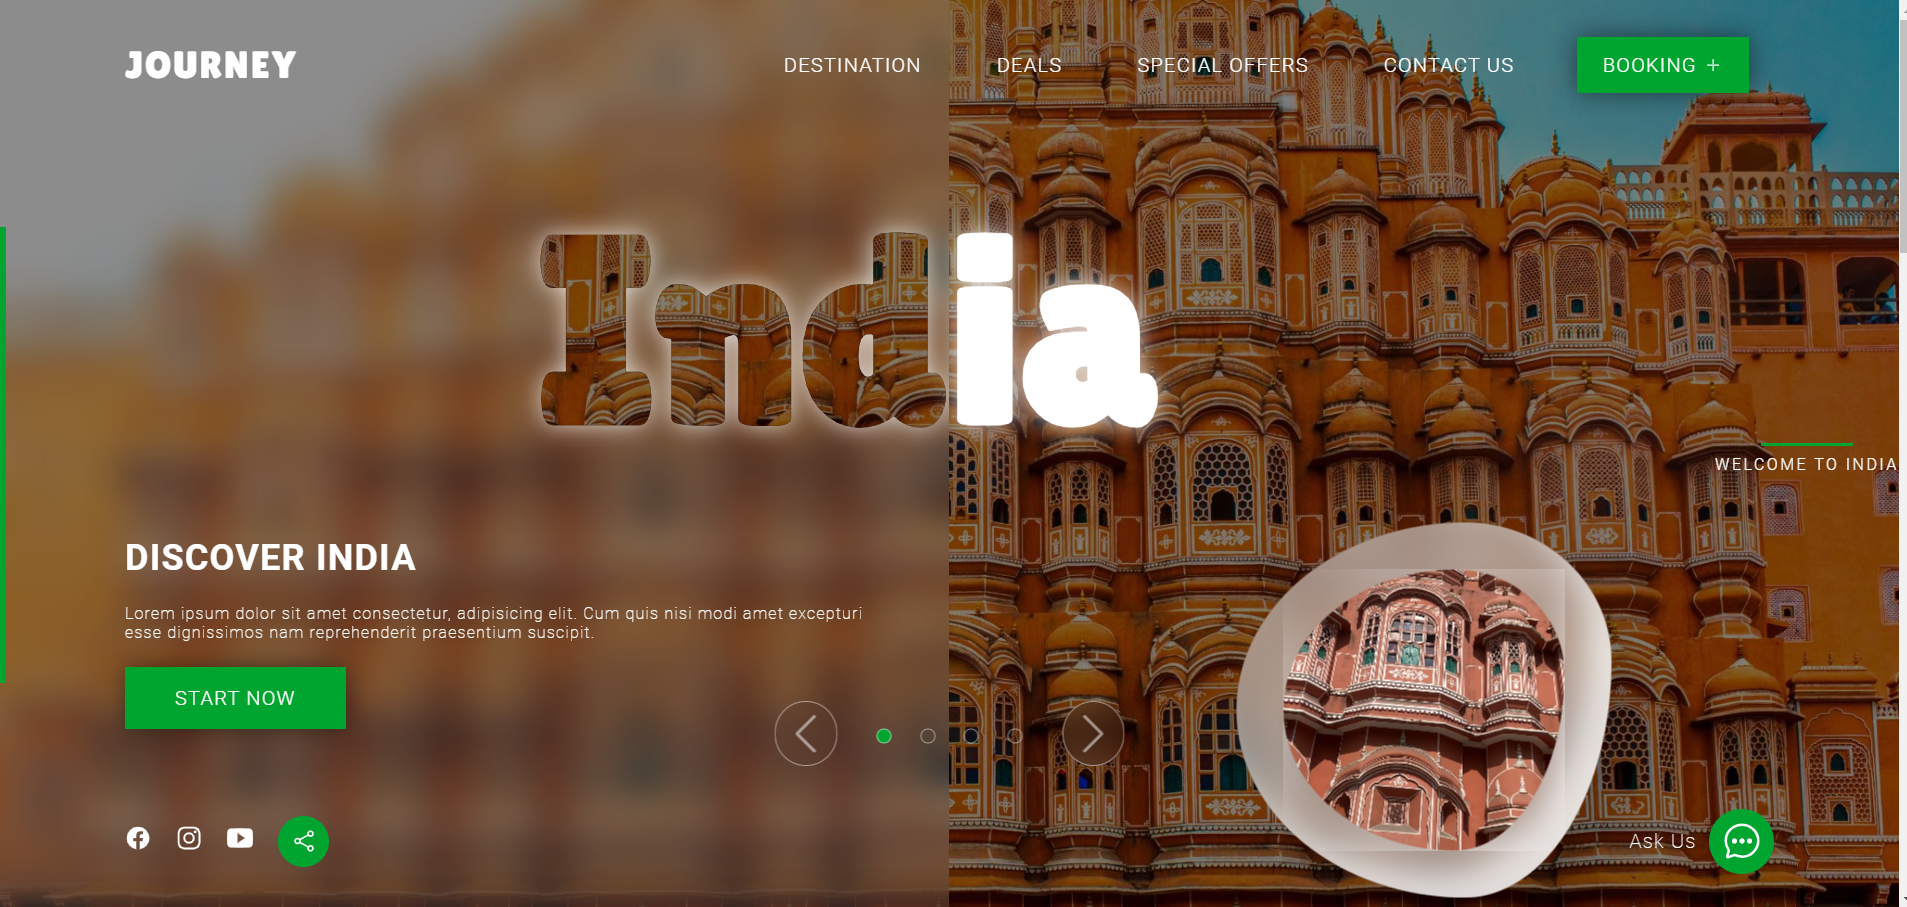 JOURNEY
DESTINATION
DEALS
SPECIAL OFFERS
CONTACT US
BOOKING +
India
WELCOME TO INDIA
DISCOVER INDIA
Lorem ipsum dolor sit amet consectetur, adipisicing elit. Cum quis nisi modi amet excepturi
esse dignissimos nam reprehenderit praesentium suscipit.
START NOW
Ask Us